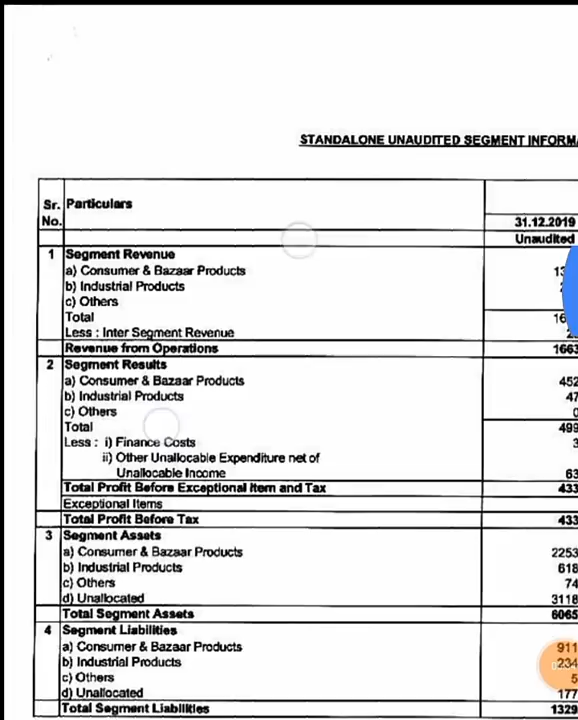 STANDALONE UNAUDITED SEGMENT INFORM
Sr. No. Particulars
31.12.2019
Unaudited
1 Segment Revenue
a) Consumer & Bazaar Products
b) Industrial Products
c) Others
Total
Less : Inter Segment Revenue
Revenue from Operations 1663
2 Segment Results
a) Consumer & Bazaar Products 452
b) Industrial Products 47
c) Others 0
Total 499
Less : i) Finance Costs 3
ii) Other Unallocable Expenditure net of
Unallocable Income 63
Total Profit Before Exceptional Item and Tax 433
Exceptional Items
Total Profit Before Tax 433
3 Segment Assets
a) Consumer & Bazaar Products 2253
b) Industrial Products 618
c) Others 74
d) Unallocated 3118
Total Segment Assets 6065
4 Segment Liabilities
a) Consumer & Bazaar Products 911
b) Industrial Products 234
c) Others 5
d) Unallocated 177
Total Segment Liabilities 1329